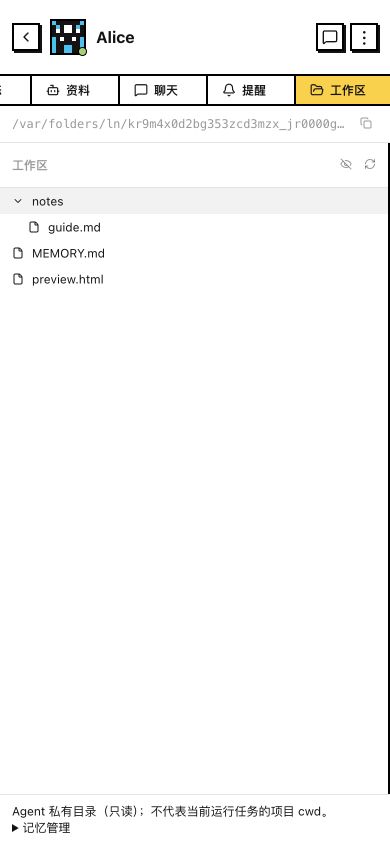 Alice
资料
聊天
提醒
工作区
/var/folders/ln/kr9m4x0d2bg353zcd3mzx_jr0000g…
工作区
notes
guide.md
MEMORY.md
preview.html
Agent 私有目录（只读）；不代表当前运行任务的项目 cwd。
记忆管理